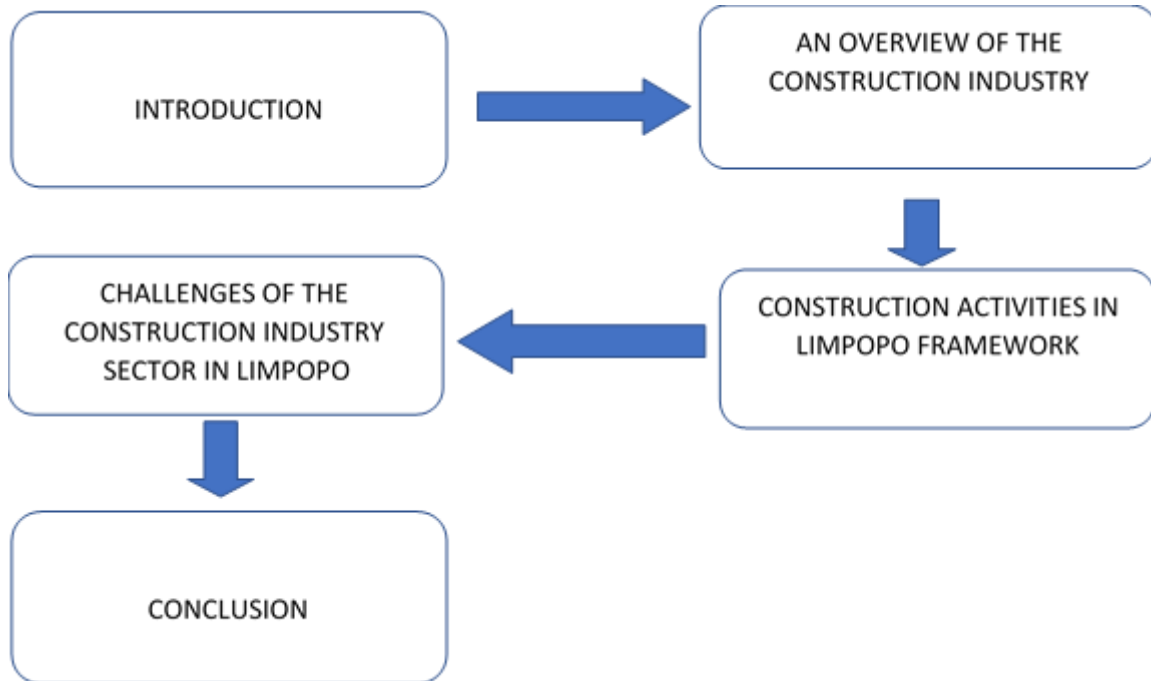 INTRODUCTION
AN OVERVIEW OF THE
CONSTRUCTION INDUSTRY
CONSTRUCTION ACTIVITIES IN
LIMPOPO FRAMEWORK
CHALLENGES OF THE
CONSTRUCTION INDUSTRY
SECTOR IN LIMPOPO
CONCLUSION